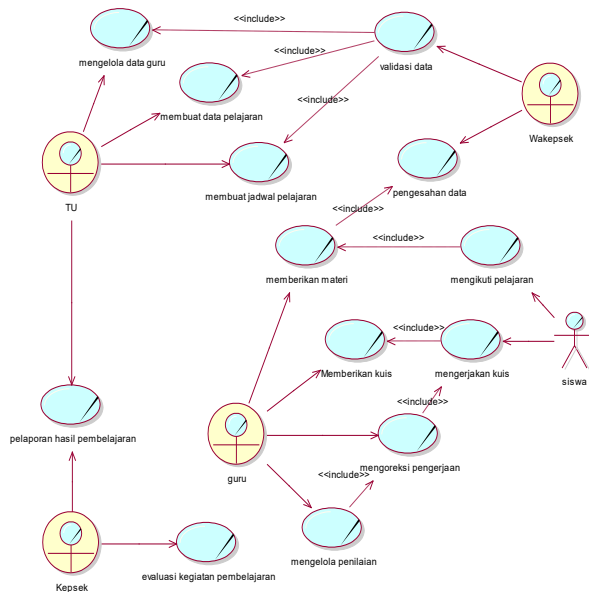 <<include>>
mengelola data guru
<<include>>
validasi data
<<include>>
membuat data pelajaran
Wakepsek
membuat jadwal pelajaran
pengesahan data
TU
<<include>>
<<include>>
memberikan materi
mengikuti pelajaran
<<include>>
Memberikan kuis
mengerjakan kuis
siswa
<<include>>
pelaporan hasil pembelajaran
mengoreksi pengerjaan
guru
<<include>>
mengelola penilaian
evaluasi kegiatan pembelajaran
Kepsek